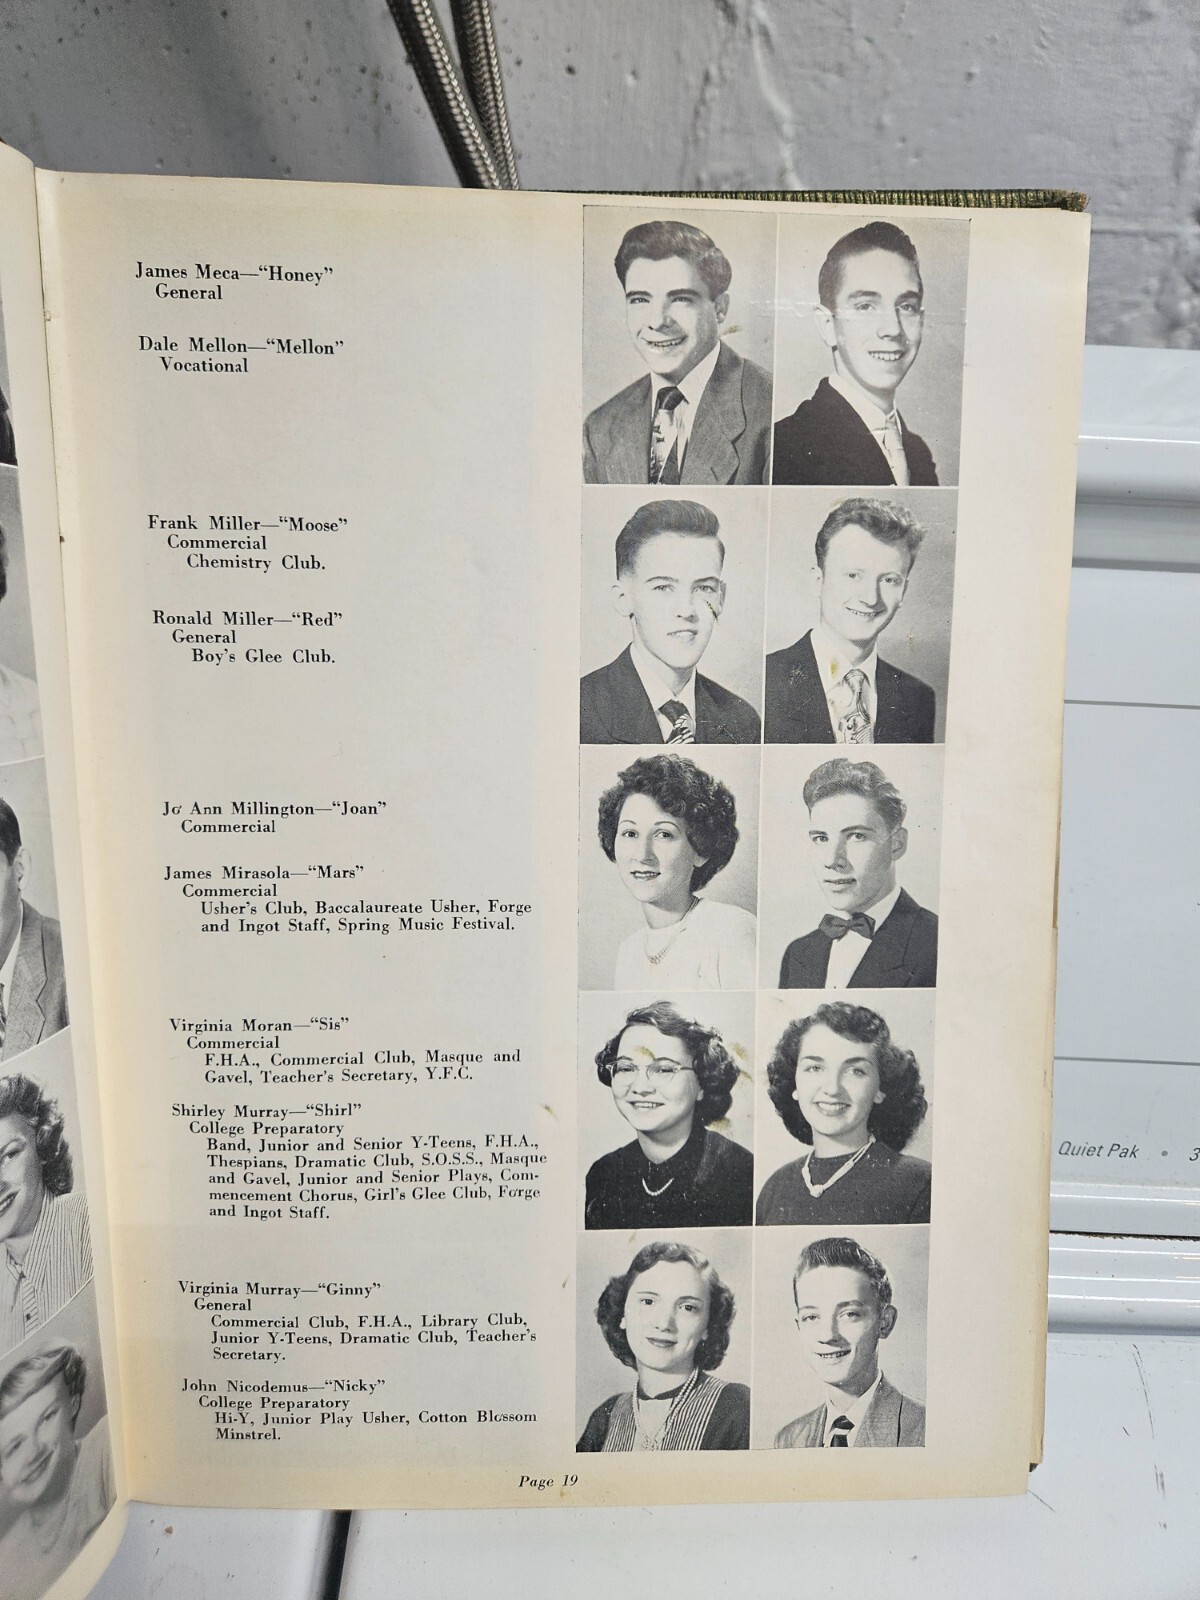 James Meca—“Honey”
General
Dale Mellon—“Mellon”
Vocational
Frank Miller—“Moose”
Commercial
Chemistry Club.
Ronald Miller—“Red”
General
Boy's Glee Club.
Jo Ann Millington—“Joan”
Commercial
James Mirasola—“Mars”
Commercial
Usher's Club, Baccalaureate Usher, Forge
and Ingot Staff, Spring Music Festival.
Virginia Moran—“Sis”
Commercial
F.H.A., Commercial Club, Masque and
Gavel, Teacher's Secretary, Y.F.C.
Shirley Murray—“Shirl”
College Preparatory
Band, Junior and Senior Y-Teens, F.H.A.,
Thespians, Dramatic Club, S.O.S.S., Masque
and Gavel, Junior and Senior Plays, Com-
mencement Chorus, Girl's Glee Club, Forge
and Ingot Staff.
Virginia Murray—“Ginny”
General
Commercial Club, F.H.A., Library Club,
Junior Y-Teens, Dramatic Club, Teacher's
Secretary.
John Nicodemus—“Nicky”
College Preparatory
Hi-Y, Junior Play Usher, Cotton Blossom
Minstrel.
Page 19
Quiet Pak • 3